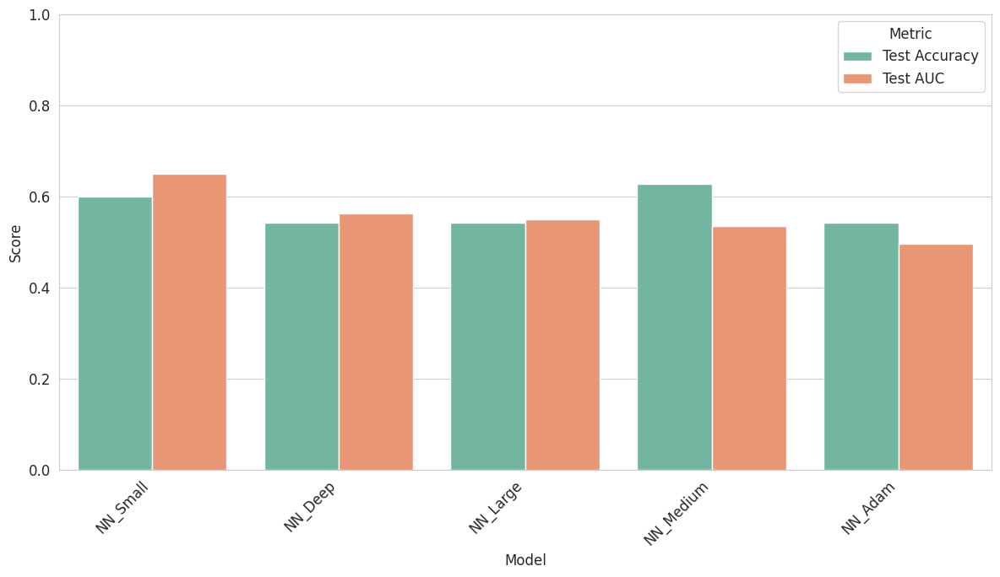 1.0
0.8
0.6
0.4
0.2
0.0
Score
Metric
Test Accuracy
Test AUC
NN_Small
NN_Deep
NN_Large
NN_Medium
NN_Adam
Model